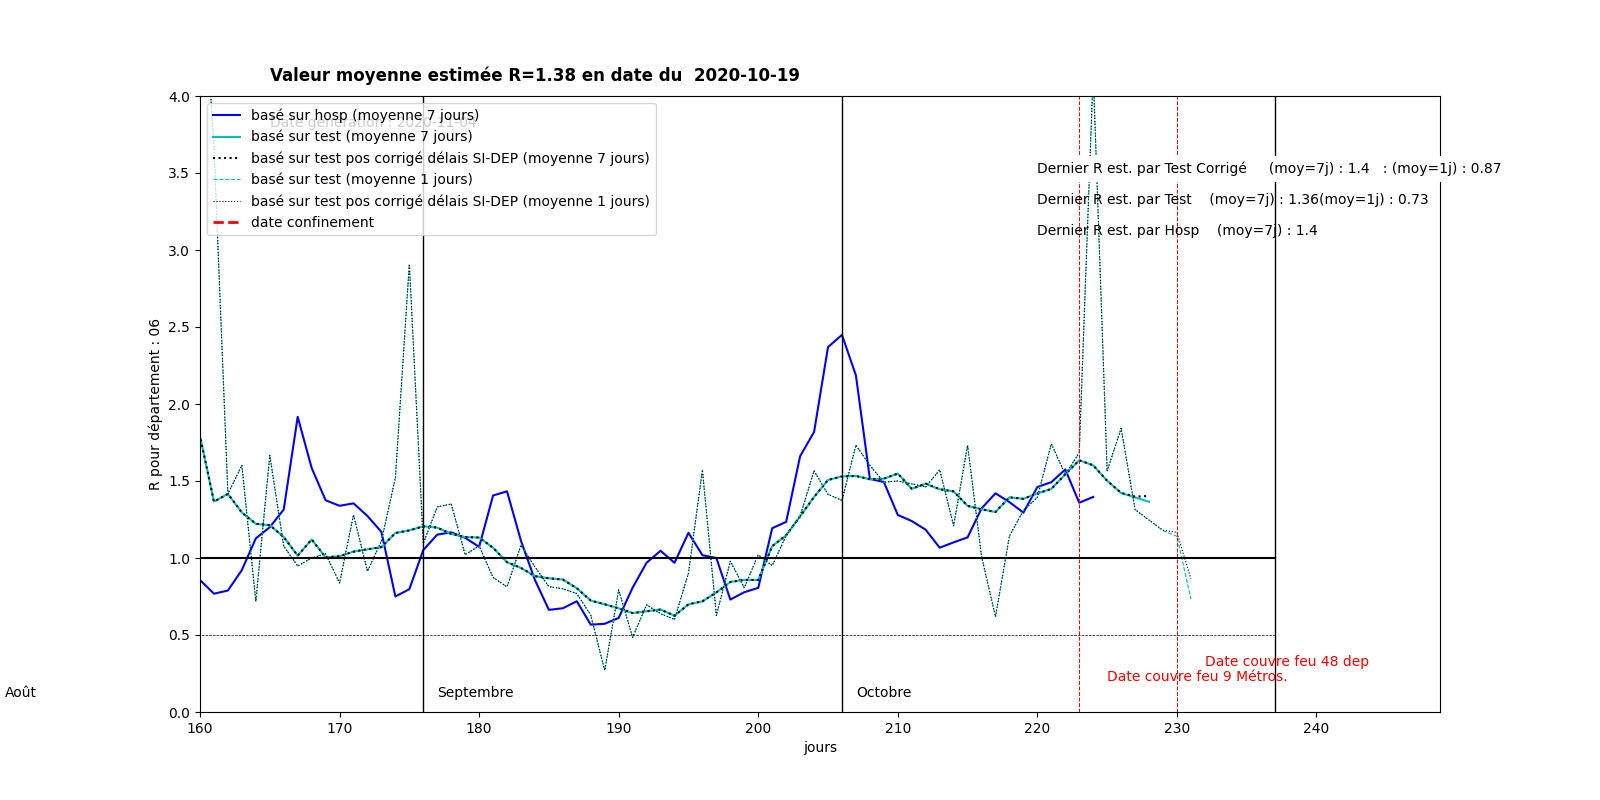 Valeur moyenne estimée R=1.38 en date du  2020-10-19
4.0
3.5
3.0
2.5
2.0
1.5
1.0
0.5
0.0
R pour département : 06
Date génération : 2020-11-04
basé sur hosp (moyenne 7 jours)
basé sur test (moyenne 7 jours)
basé sur test pos corrigé délais SI-DEP (moyenne 7 jours)
basé sur test (moyenne 1 jours)
basé sur test pos corrigé délais SI-DEP (moyenne 1 jours)
date confinement
Dernier R est. par Test Corrigé     (moy=7j) : 1.4   : (moy=1j) : 0.87
Dernier R est. par Test    (moy=7j) : 1.36(moy=1j) : 0.73
Dernier R est. par Hosp    (moy=7j) : 1.4
Date couvre feu 48 dep
Date couvre feu 9 Métros.
Août
Septembre
Octobre
160 170 180 190 200 210 220 230 240
jours